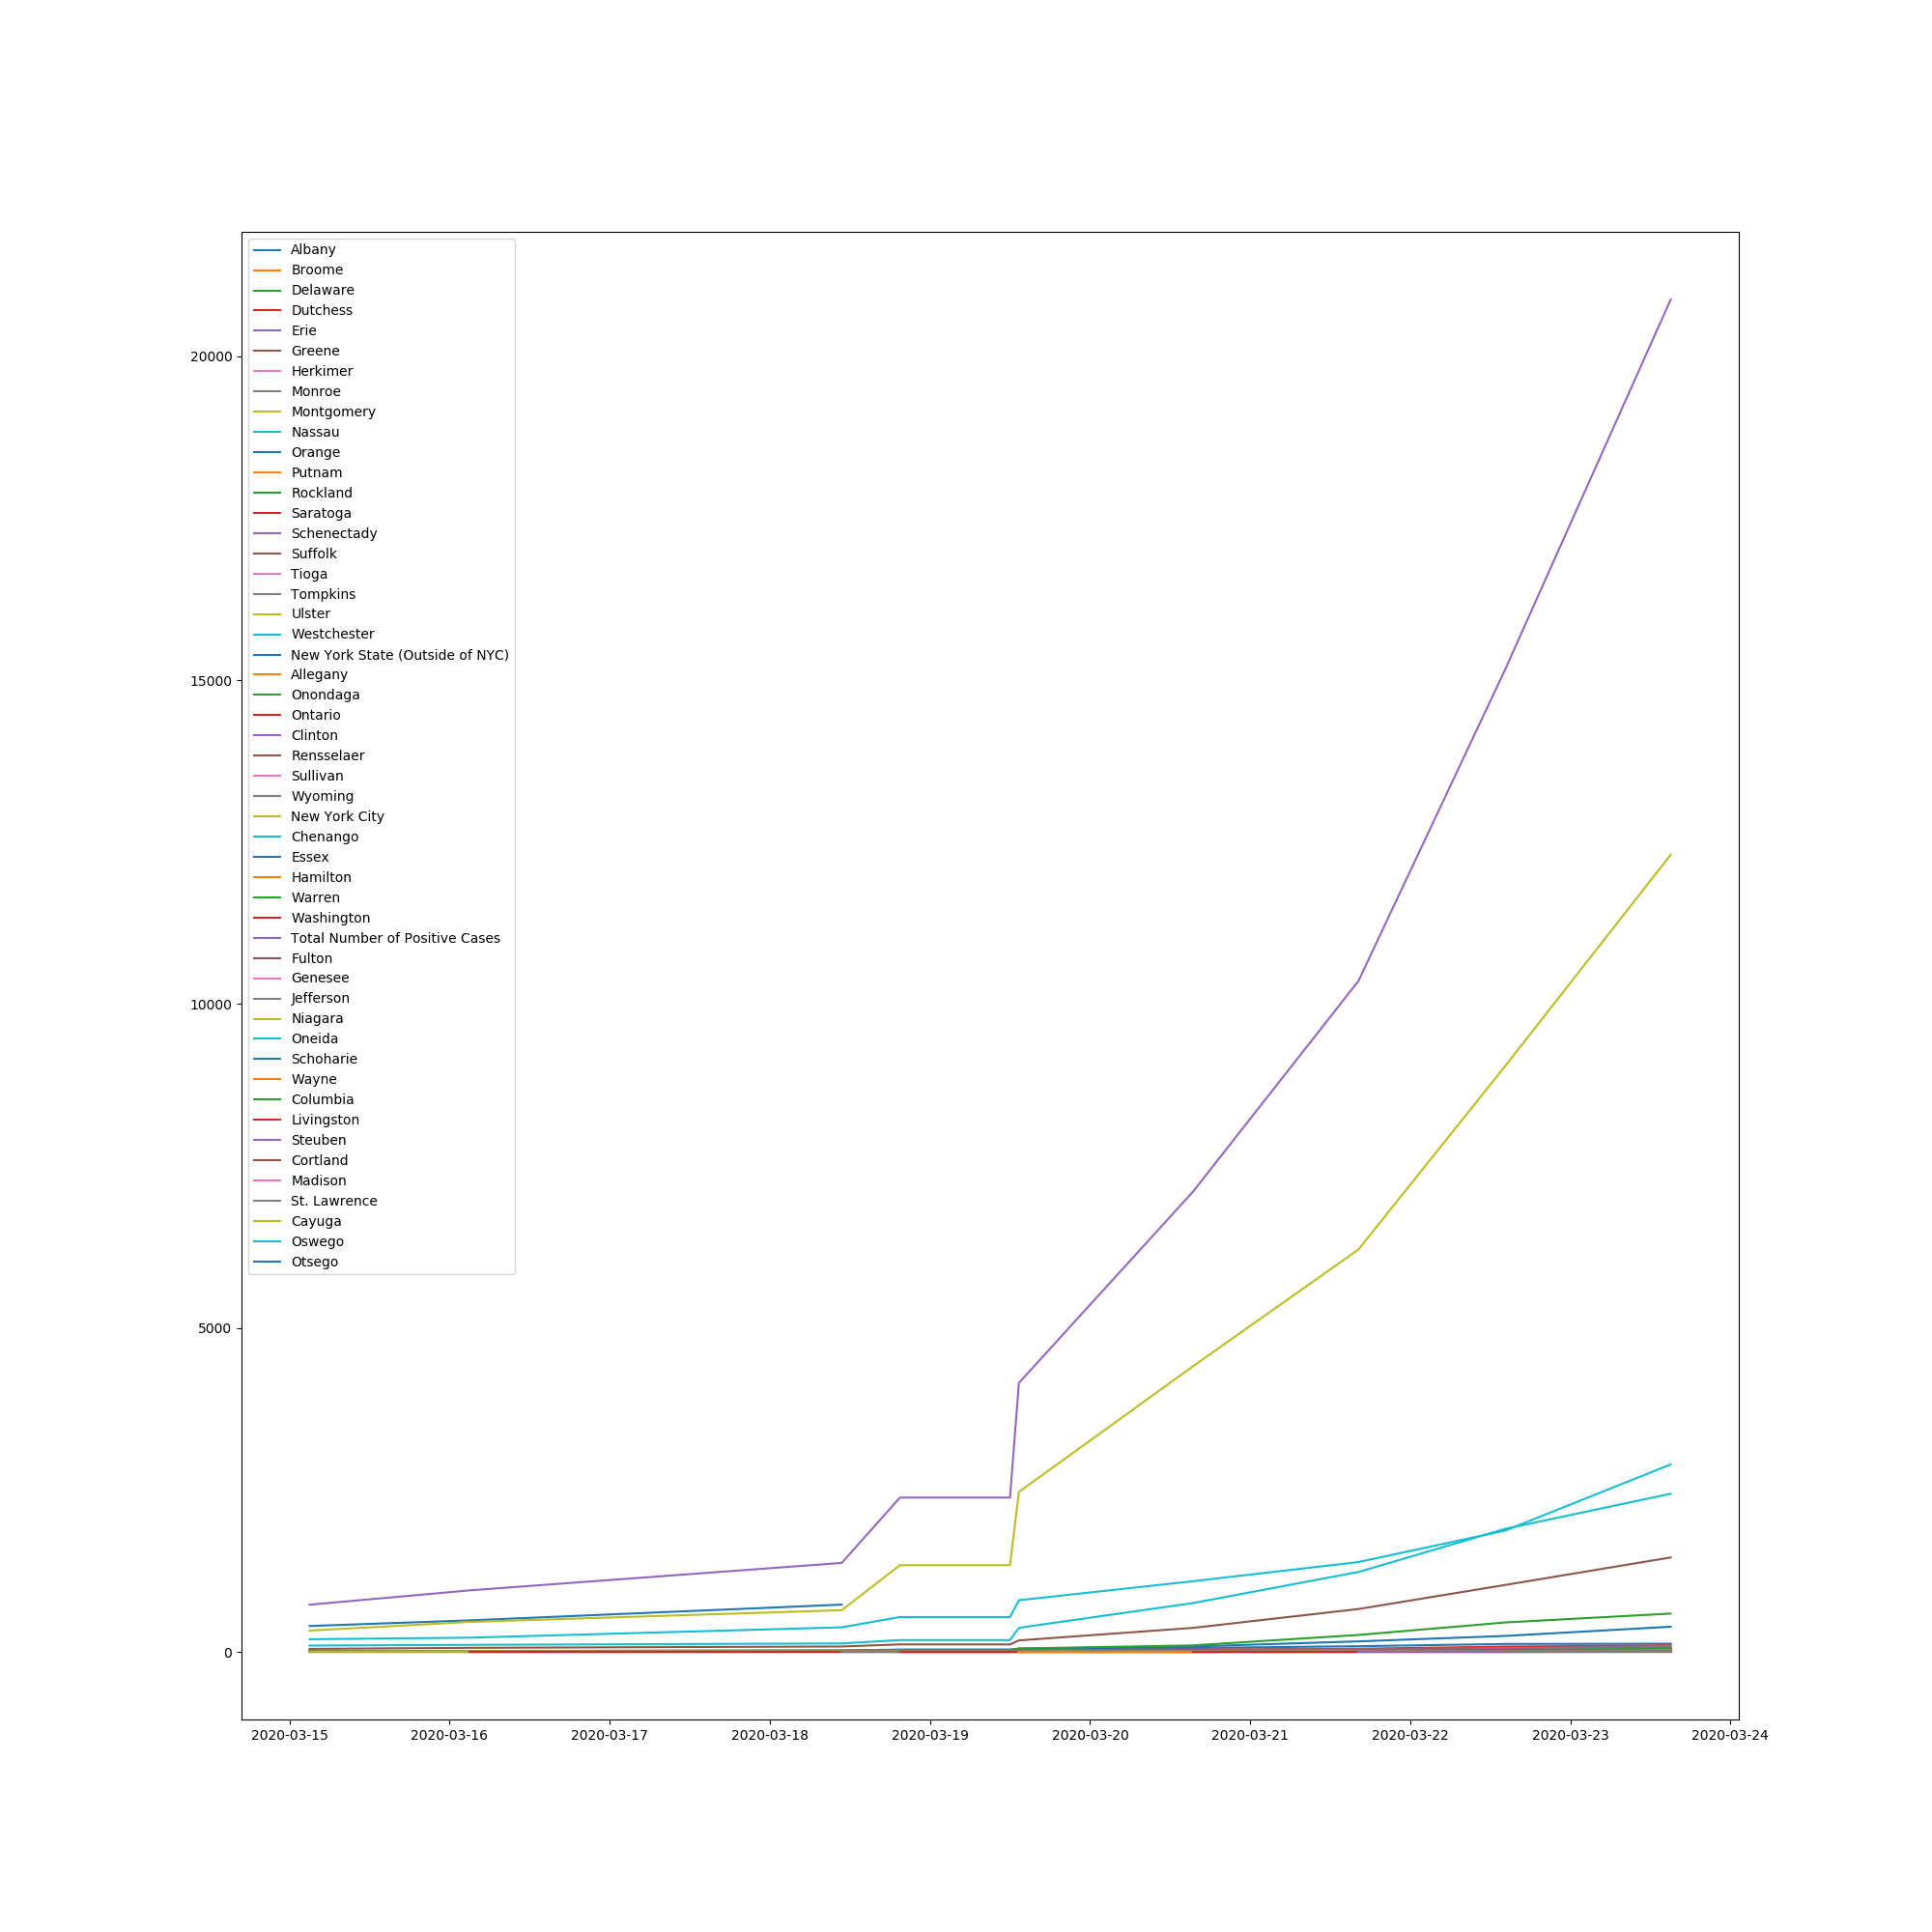 Albany
Broome
Delaware
Dutchess
Erie
Greene
Herkimer
Monroe
Montgomery
Nassau
Orange
Putnam
Rockland
Saratoga
Schenectady
Suffolk
Tioga
Tompkins
Ulster
Westchester
New York State (Outside of NYC)
Allegany
Onondaga
Ontario
Clinton
Rensselaer
Sullivan
Wyoming
New York City
Chenango
Essex
Hamilton
Warren
Washington
Total Number of Positive Cases
Fulton
Genesee
Jefferson
Niagara
Oneida
Schoharie
Wayne
Columbia
Livingston
Steuben
Cortland
Madison
St. Lawrence
Cayuga
Oswego
Otsego
20000
15000
10000
5000
0
2020-03-15 2020-03-16 2020-03-17 2020-03-18 2020-03-19 2020-03-20 2020-03-21 2020-03-22 2020-03-23 2020-03-24